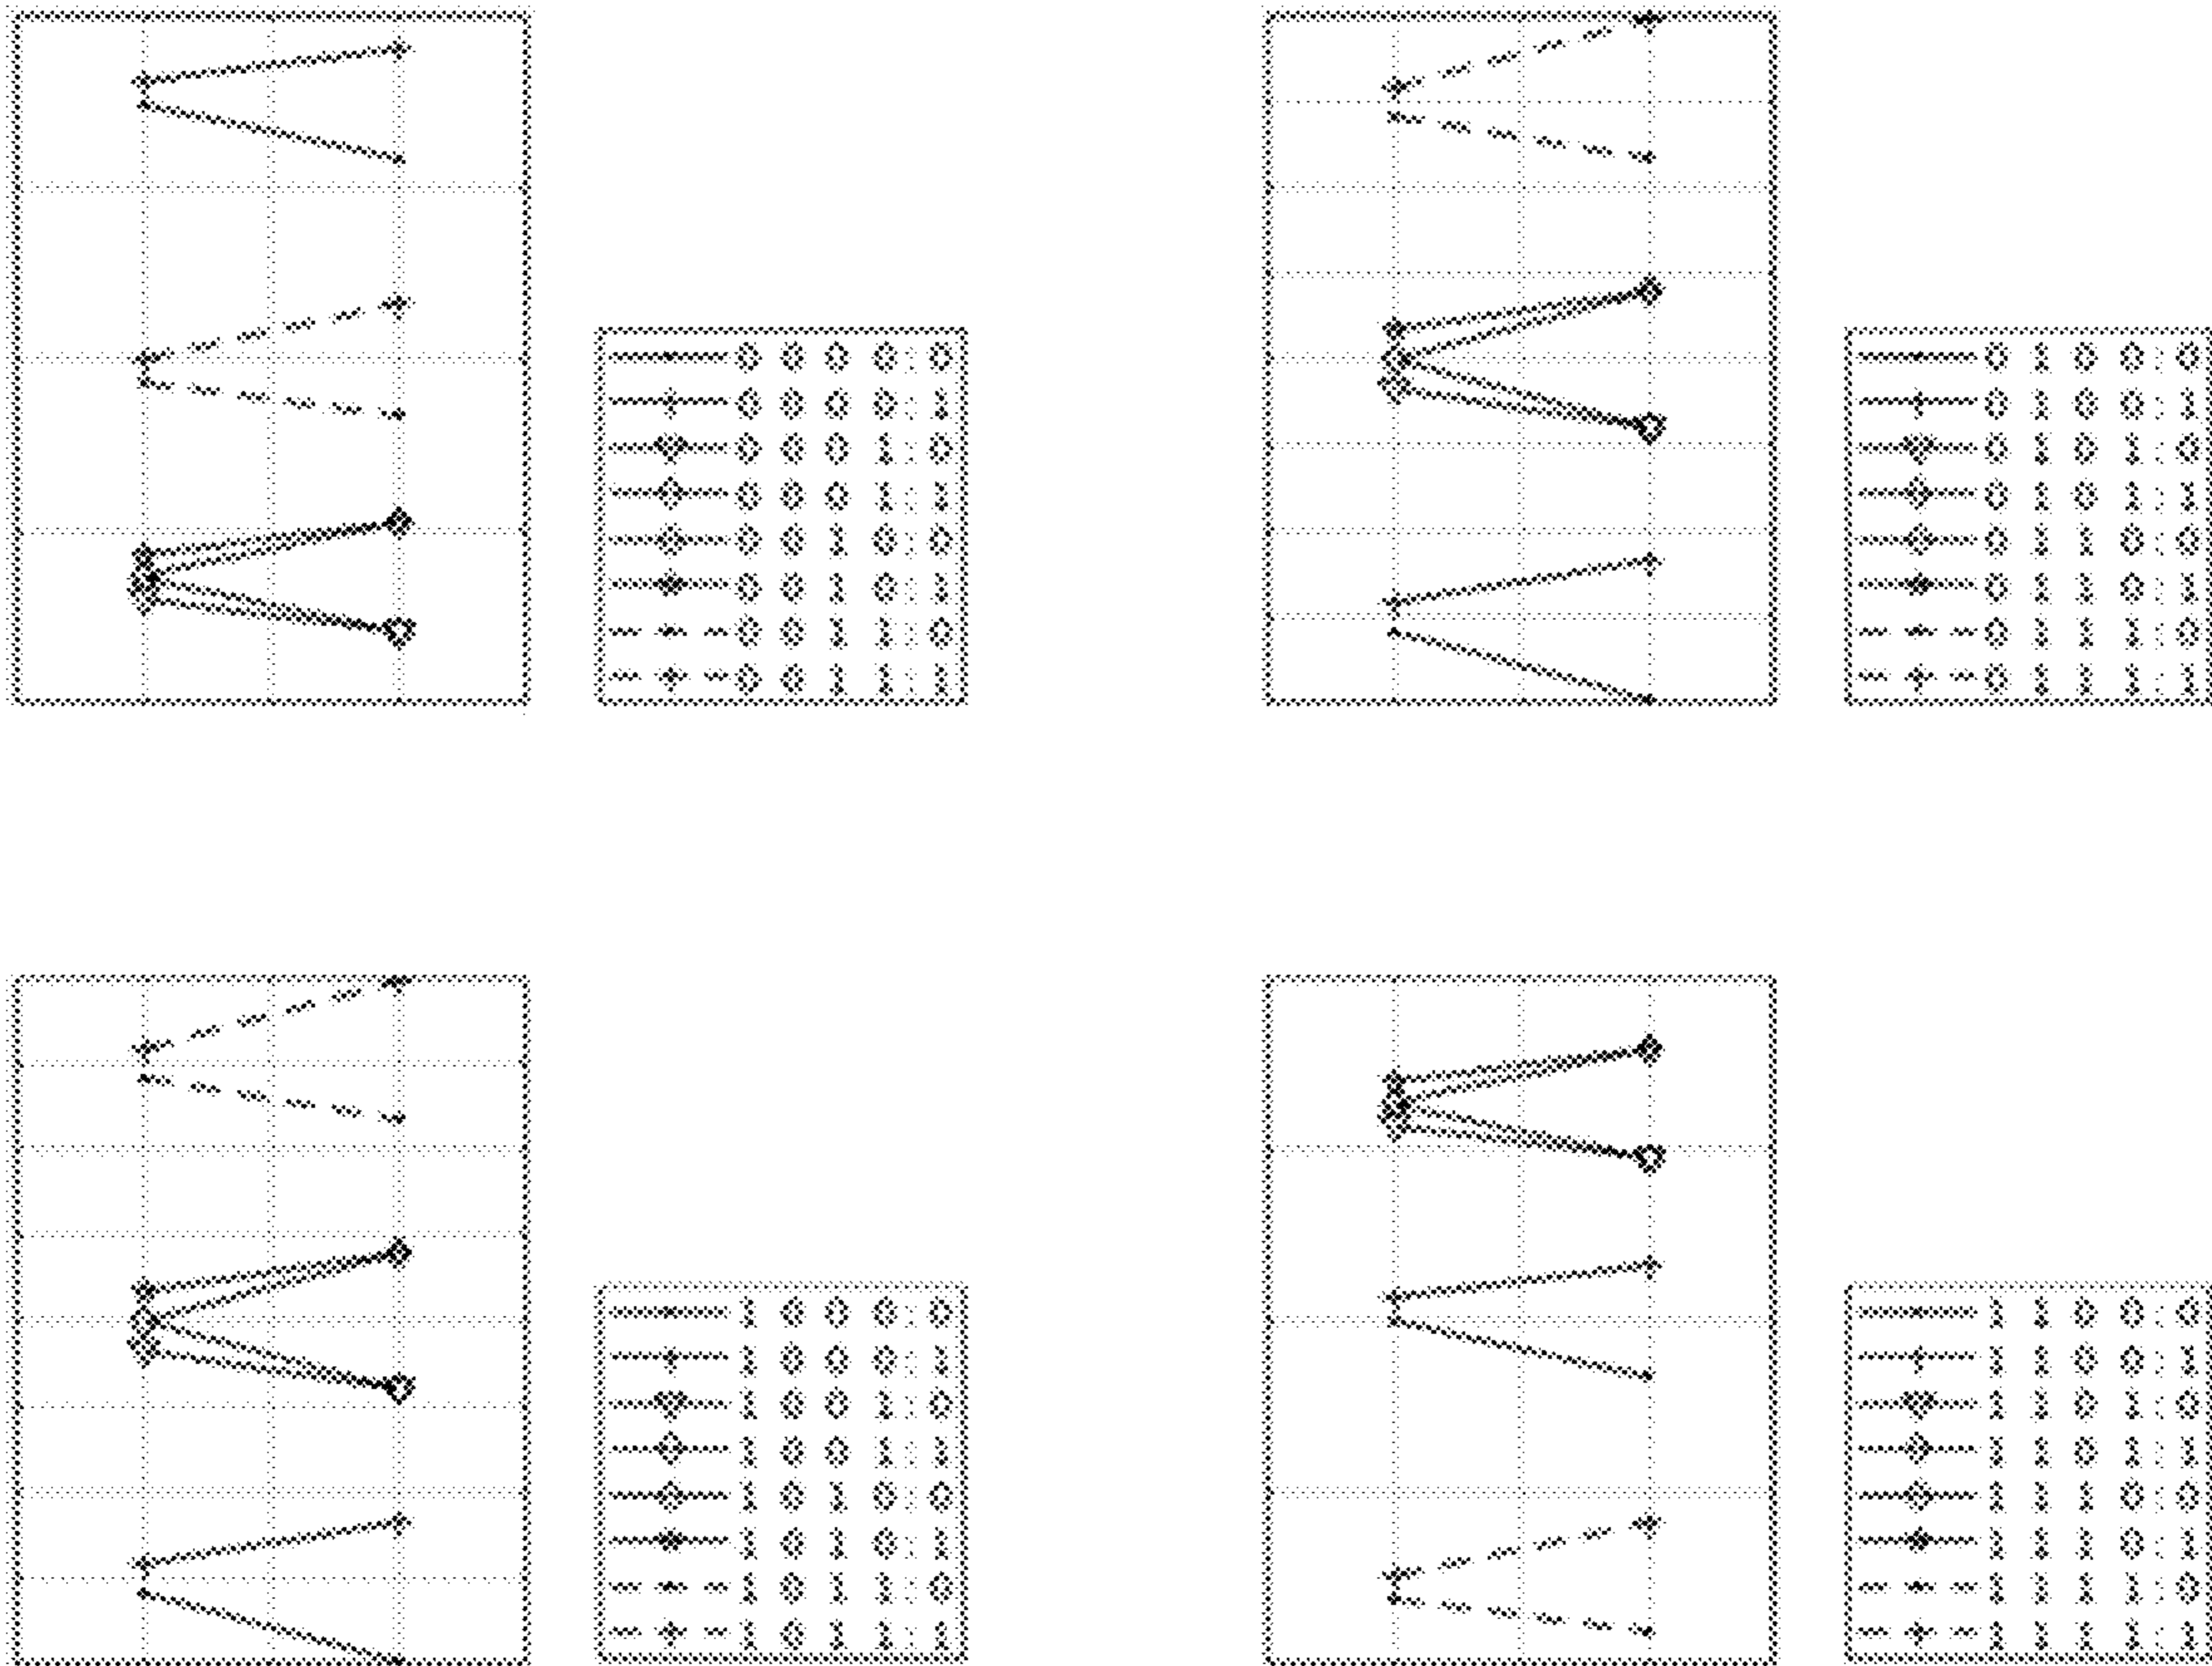 0 0 0 0 : 0
0 0 0 0 : 1
0 0 0 1 : 0
0 0 0 1 : 1
0 0 1 0 : 0
0 0 1 0 : 1
0 0 1 1 : 0
0 0 1 1 : 1
0 1 0 0 : 0
0 1 0 0 : 1
0 1 0 1 : 0
0 1 0 1 : 1
0 1 1 0 : 0
0 1 1 0 : 1
0 1 1 1 : 0
0 1 1 1 : 1
1 0 0 0 : 0
1 0 0 0 : 1
1 0 0 1 : 0
1 0 0 1 : 1
1 0 1 0 : 0
1 0 1 0 : 1
1 0 1 1 : 0
1 0 1 1 : 1
1 1 0 0 : 0
1 1 0 0 : 1
1 1 0 1 : 0
1 1 0 1 : 1
1 1 1 0 : 0
1 1 1 0 : 1
1 1 1 1 : 0
1 1 1 1 : 1